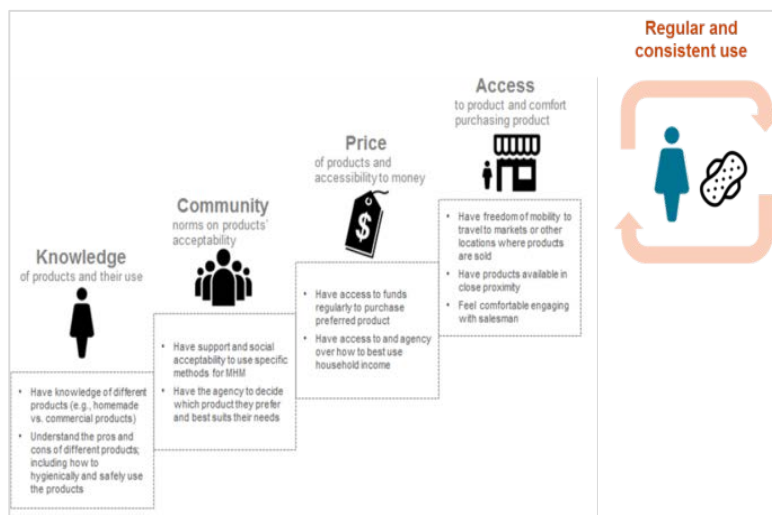 Regular and
consistent use
Access
to product and comfort
purchasing product
Price
of products and
accessibility to money
Community
norms on products'
acceptability
Knowledge
of products and their use
$
• Have freedom of mobility to
travel to markets or other
locations where products
are sold
• Have products available in
close proximity
• Feel comfortable engaging
with salesman
• Have access to funds
regularly to purchase
preferred product
• Have access to and agency
over how to best use
household income
• Have support and social
acceptability to use specific
methods for MHM
• Have the agency to decide
which product they prefer
and best suits their needs
• Have knowledge of different
products (e.g., homemade
vs. commercial products)
• Understand the pros and
cons of different products;
including how to
hygienically and safely use
the products